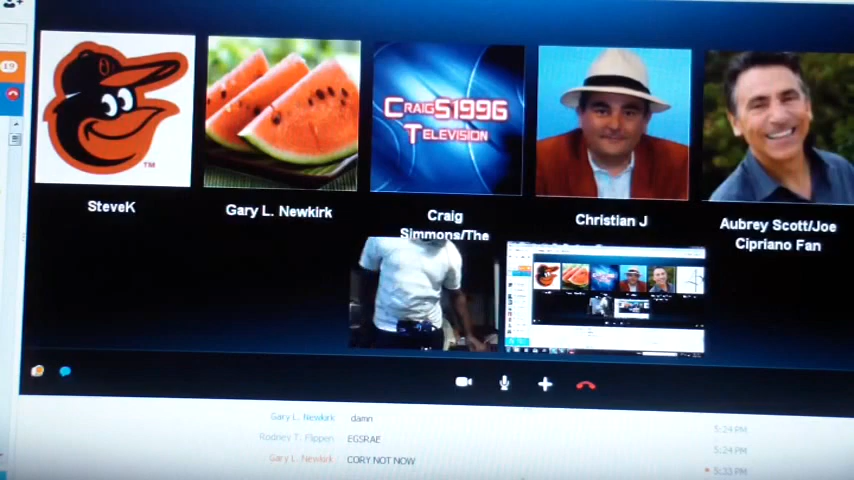 19
SteveK
Gary L. Newkirk
CRAIGS1996
TELEVISION
Craig
Simmons/The
Christian J
Aubrey Scott/Joe
Cipriano Fan
TM
Gary L. Newkirk damn 5:24 PM
Rodney T. Flippen EGSRAE 5:24 PM
Gary L. Newkirk CORY NOT NOW 5:33 PM